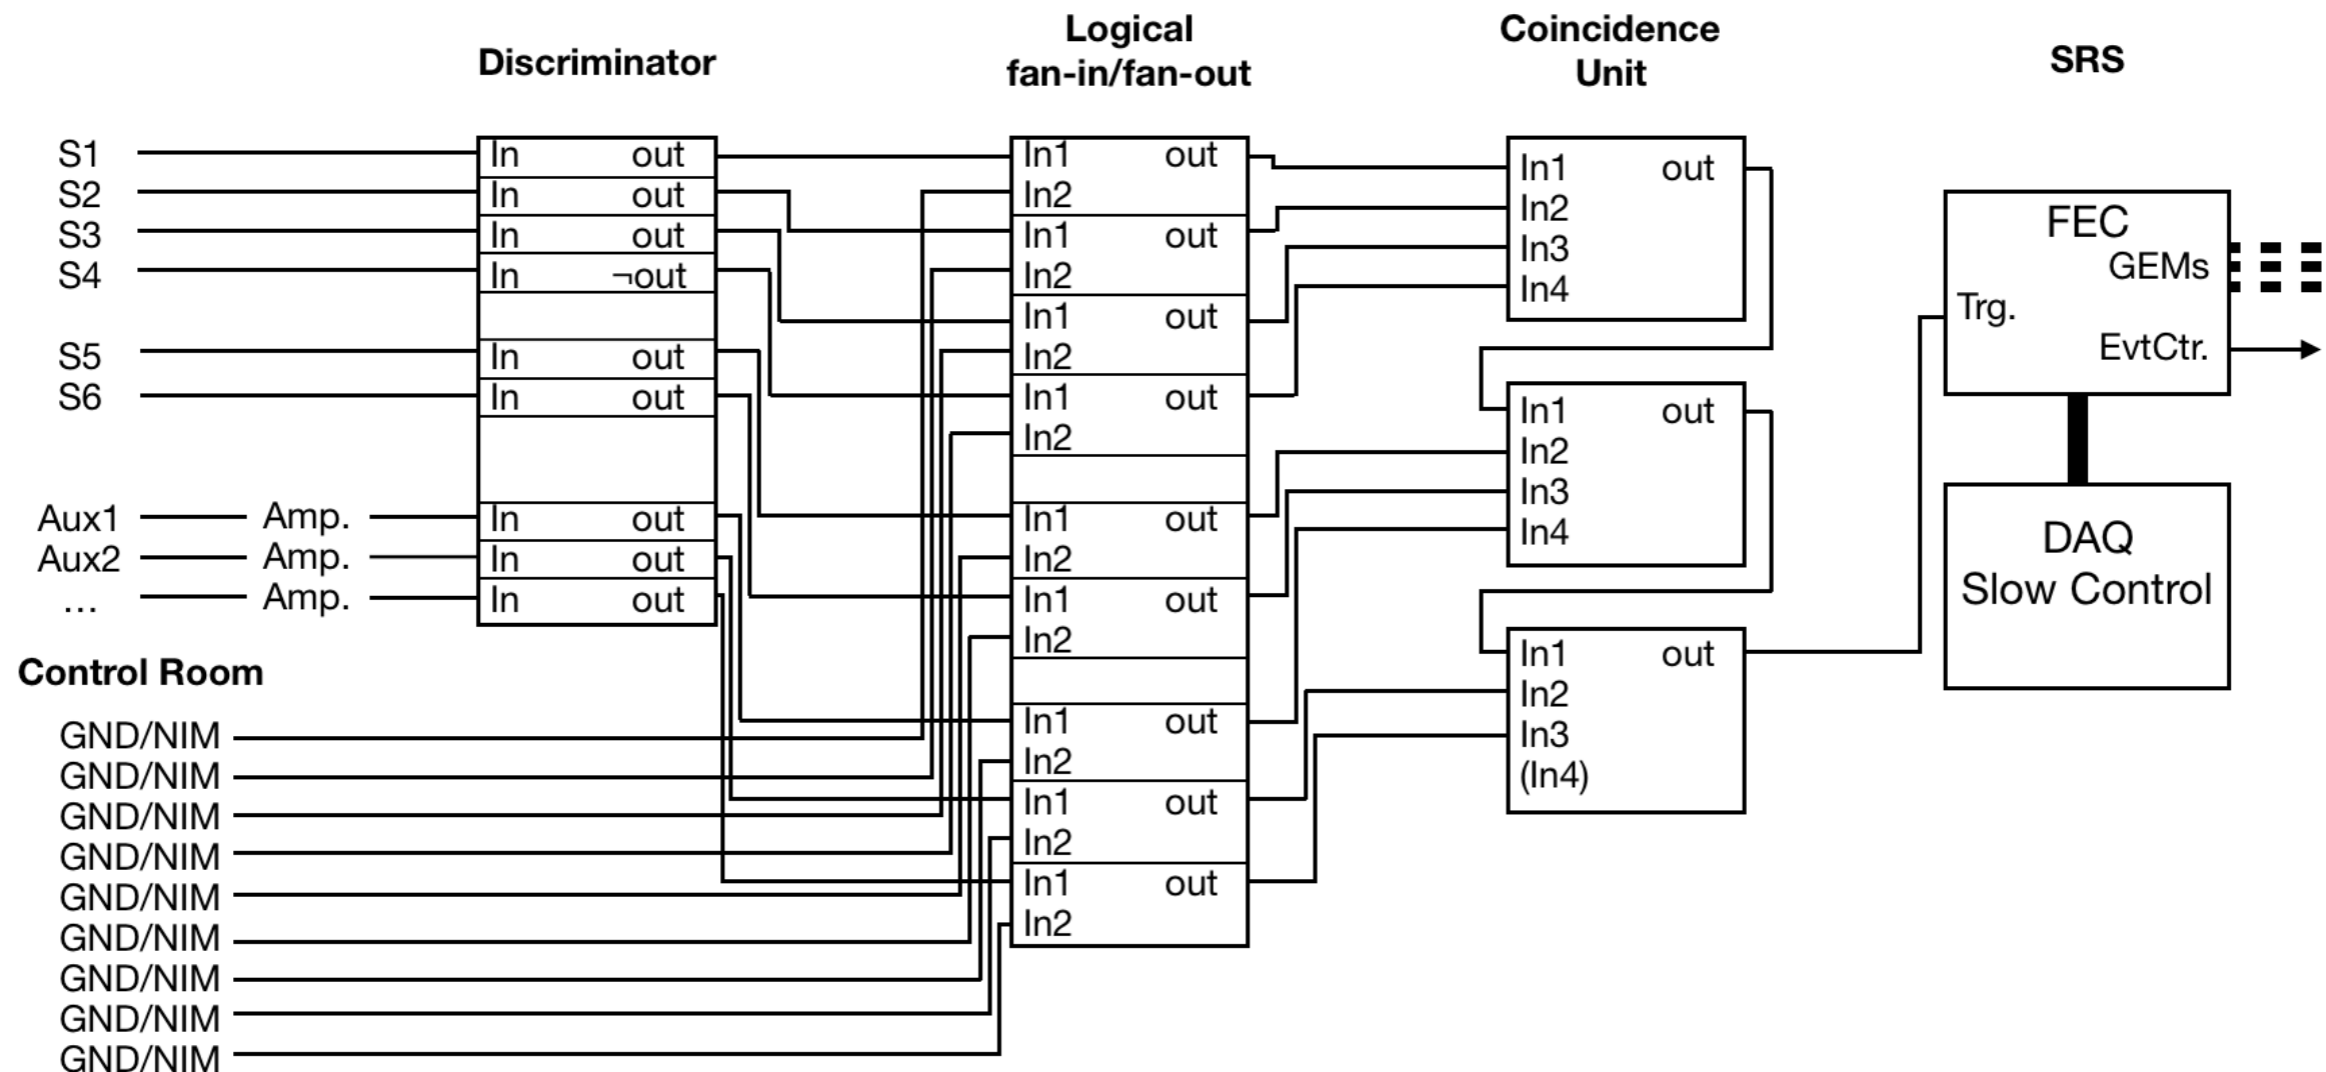 Discriminator
Logical
fan-in/fan-out
Coincidence
Unit
SRS
S1
S2
S3
S4
S5
S6
Aux1 Amp.
Aux2 Amp.
... Amp.
In out
In out
In out
In ¬out
In out
In out
In out
In out
In out
Control Room
GND/NIM
GND/NIM
GND/NIM
GND/NIM
GND/NIM
GND/NIM
GND/NIM
GND/NIM
GND/NIM
In1 out
In2
In1 out
In2
In1 out
In2
In1 out
In2
In1 out
In2
In1 out
In2
In1 out
In2
In1 out
In2
In1 out
In2
In1 out
In2
In3
In4
In1 out
In2
In3
In4
In1 out
In2
In3
(In4)
FEC
GEMs
Trg.
EvtCtr.
DAQ
Slow Control